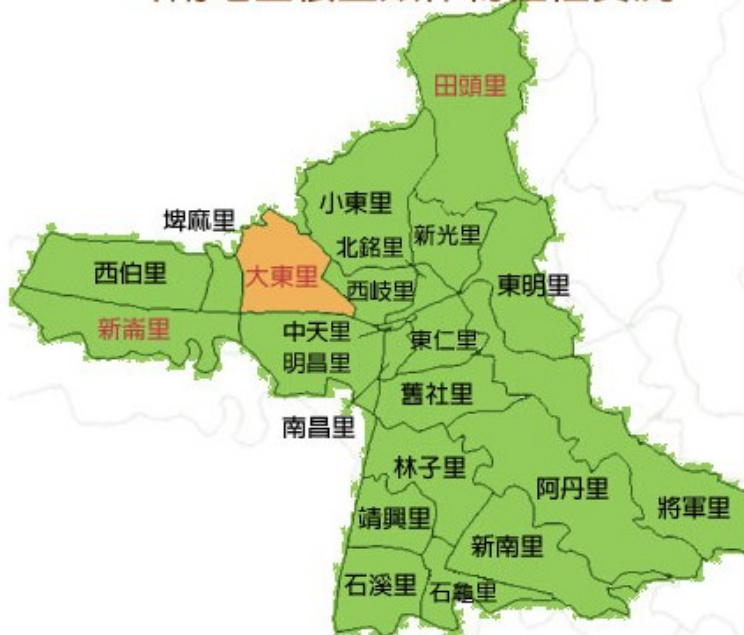 田頭里
小東里
埤麻里
新光里
北銘里
西伯里
大東里
東明里
西岐里
新崙里
中天里
東仁里
明昌里
舊社里
南昌里
林子里
阿丹里
將軍里
靖興里
新南里
石溪里
石龜里